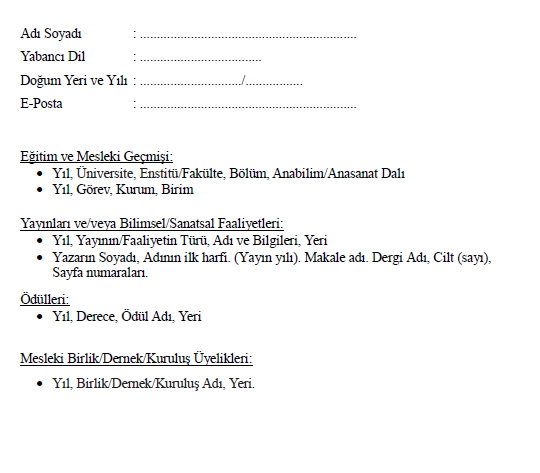 Adı Soyadı : ................................................................
Yabancı Dil : ....................................
Doğum Yeri ve Yılı : ............................../.................
E-Posta : ................................................................
Eğitim ve Mesleki Geçmişi:
• Yıl, Üniversite, Enstitü/Fakülte, Bölüm, Anabilim/Anasanat Dalı
• Yıl, Görev, Kurum, Birim
Yayınları ve/veya Bilimsel/Sanatsal Faaliyetleri:
• Yıl, Yayının/Faaliyetin Türü, Adı ve Bilgileri, Yeri
• Yazarın Soyadı, Adının ilk harfi. (Yayın yılı). Makale adı. Dergi Adı, Cilt (sayı),
Sayfa numaraları.
Ödülleri:
• Yıl, Derece, Ödül Adı, Yeri
Mesleki Birlik/Dernek/Kuruluş Üyelikleri:
• Yıl, Birlik/Dernek/Kuruluş Adı, Yeri.